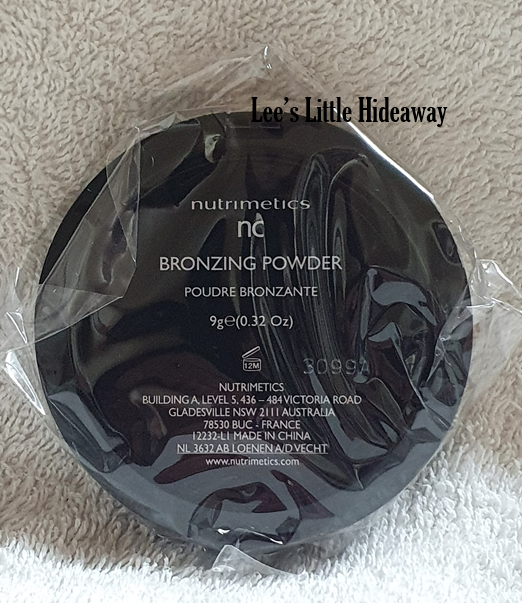 Lee's Little Hideaway
nutrimetics
nc
BRONZING POWDER
POUDRE BRONZANTE
9g℮(0.32 Oz)
12M
NUTRIMETICS
BUILDING A, LEVEL 5, 436 – 484 VICTORIA ROAD
GLADESVILLE NSW 2111 AUSTRALIA
78530 BUC - FRANCE
12232-L1 MADE IN CHINA
NL 3632 AB LOENEN A/D VECHT
www.nutrimetics.com